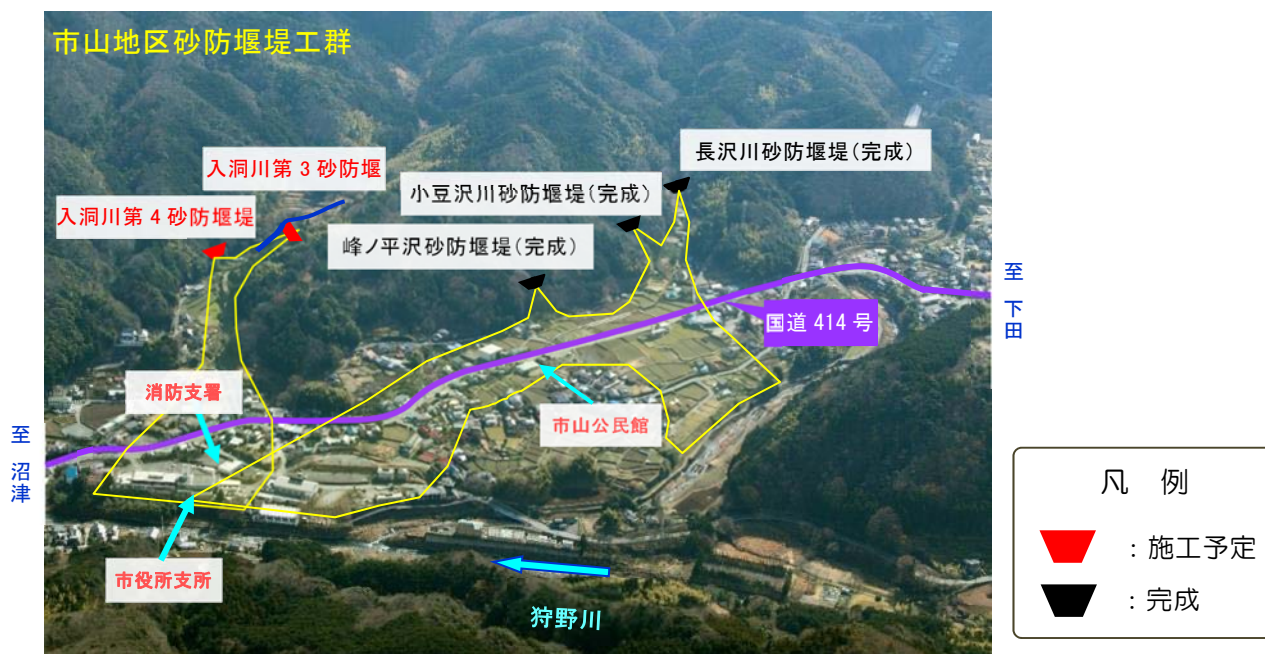 市山地区砂防堰堤工群
長沢川砂防堰堤(完成)
入洞川第3砂防堰
小豆沢川砂防堰堤(完成)
入洞川第4砂防堰堤
峰ノ平沢砂防堰堤(完成)
至 下田
国道414号
消防支署
市山公民館
至 沼津
市役所支所
狩野川
凡 例
:施工予定
:完成